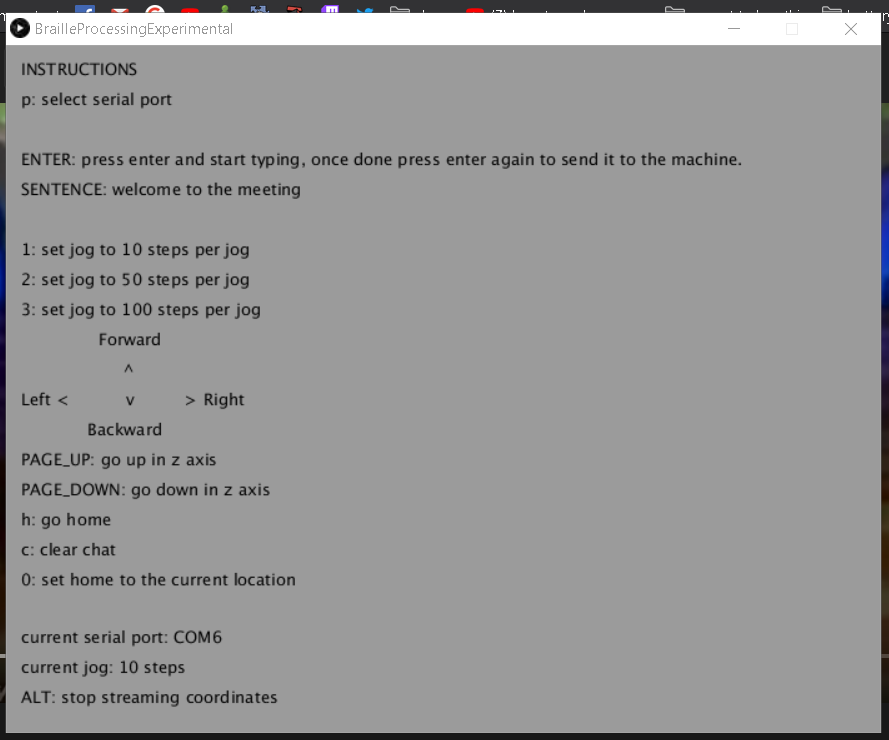 BrailleProcessingExperimental
INSTRUCTIONS
p: select serial port
ENTER: press enter and start typing, once done press enter again to send it to the machine.
SENTENCE: welcome to the meeting
1: set jog to 10 steps per jog
2: set jog to 50 steps per jog
3: set jog to 100 steps per jog
Forward
^
Left < v > Right
Backward
PAGE_UP: go up in z axis
PAGE_DOWN: go down in z axis
h: go home
c: clear chat
0: set home to the current location
current serial port: COM6
current jog: 10 steps
ALT: stop streaming coordinates